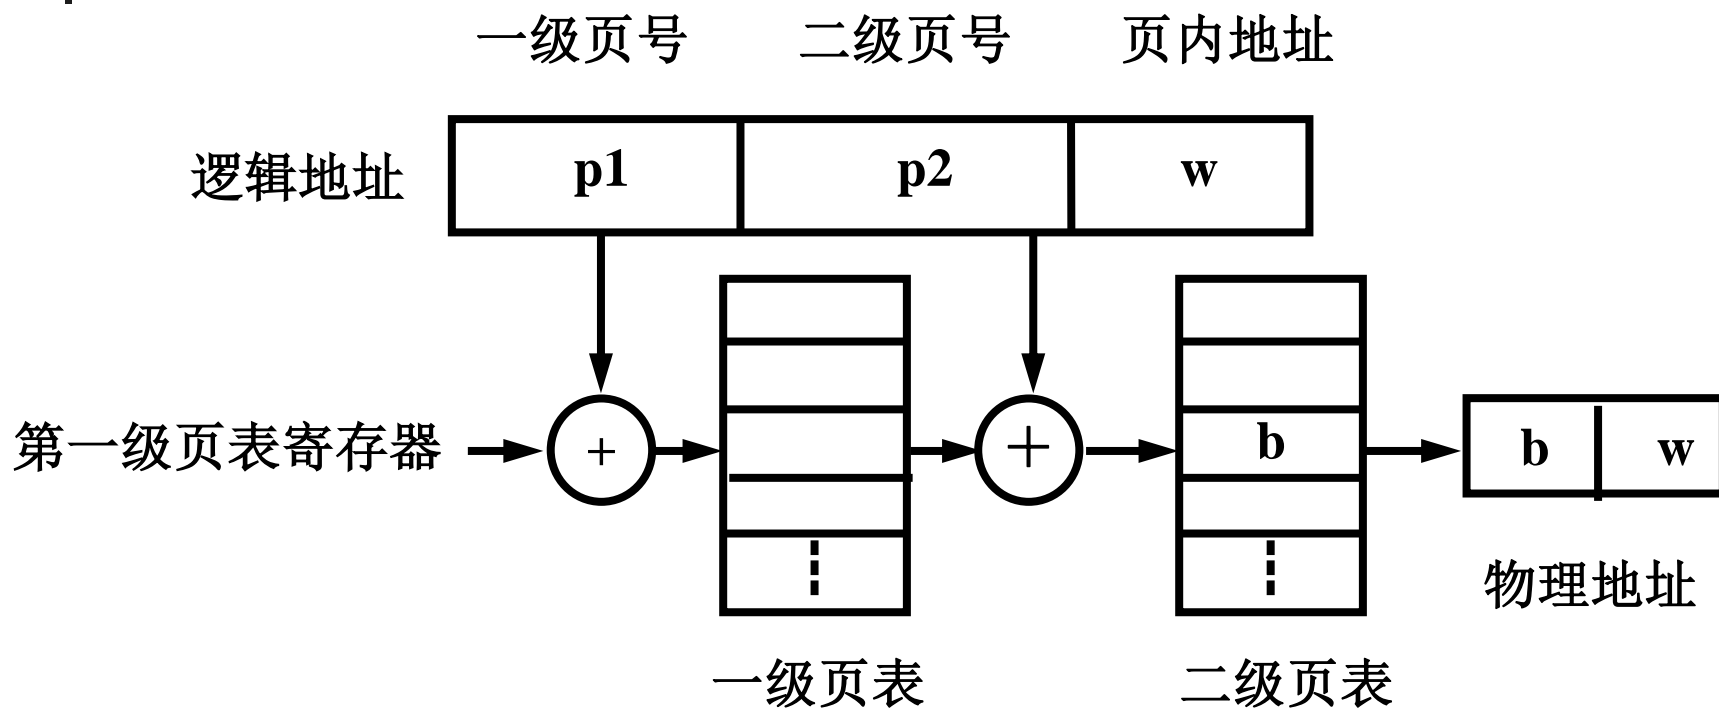 一级页号 二级页号 页内地址
逻辑地址 p1 p2 w
第一级页表寄存器 + + b b w
物理地址
一级页表 二级页表